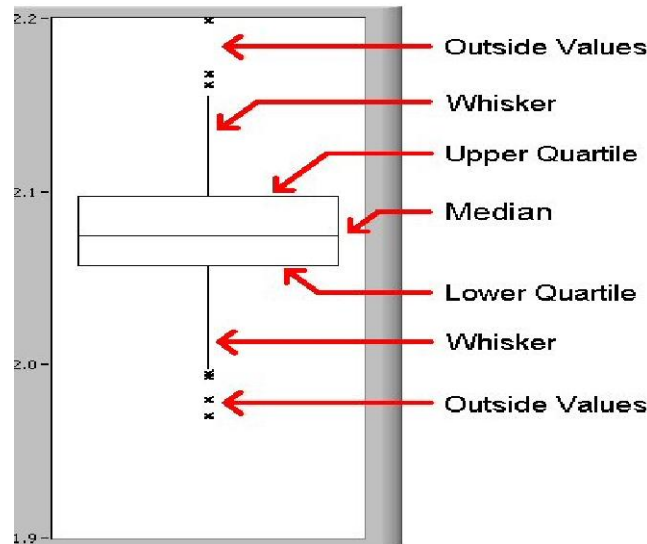 2.2
Outside Values
Whisker
Upper Quartile
2.1
Median
Lower Quartile
Whisker
2.0
Outside Values
1.9